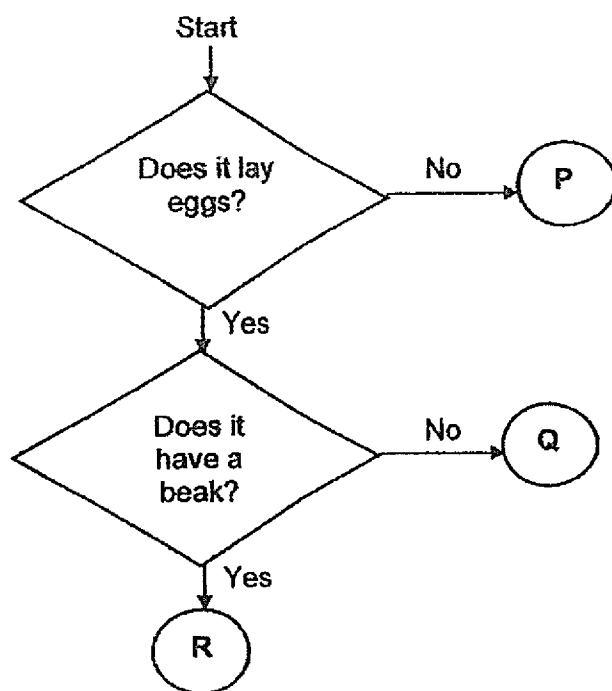 Start
Does it lay
eggs?
No
P
Yes
Does it
have a
beak?
No
Q
Yes
R